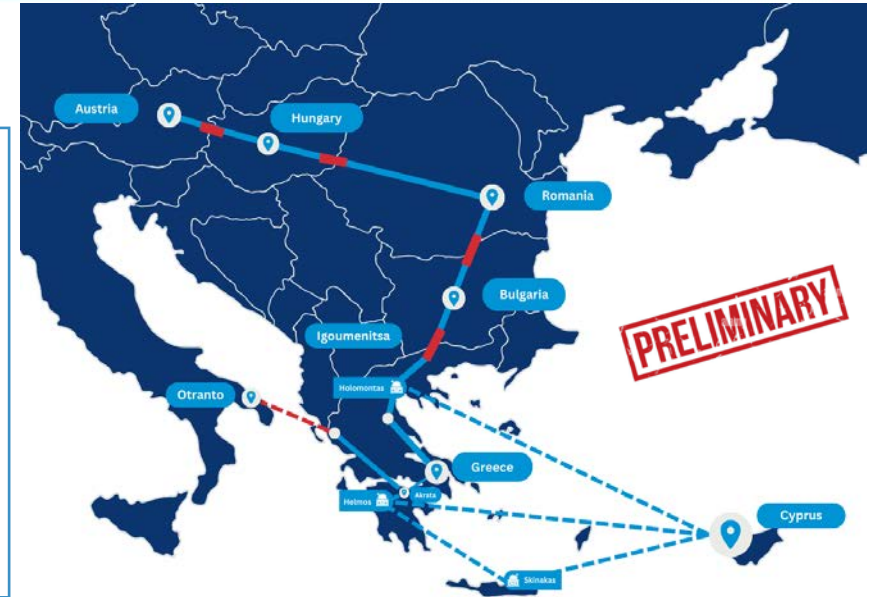 Austria
Hungary
Romania
Bulgaria
PRELIMINARY
Igoumenitsa
Holomontas
Otranto
Greece
Akrata
Helmos
Cyprus
Skinakas